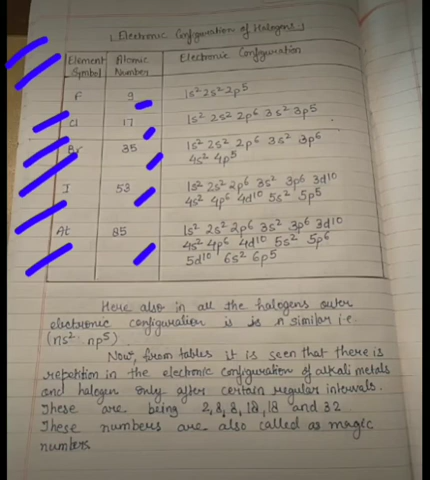 Electronic Configuration of Halogens
Element Symbol Atomic Number Electronic Configuration
F 9 1s² 2s² 2p⁵
Cl 17 1s² 2s² 2p⁶ 3s² 3p⁵
Br 35 1s² 2s² 2p⁶ 3s² 3p⁶
4s² 4p⁵
I 53 1s² 2s² 2p⁶ 3s² 3p⁶ 3d¹⁰
4s² 4p⁶ 4d¹⁰ 5s² 5p⁵
At 85 1s² 2s² 2p⁶ 3s² 3p⁶ 3d¹⁰
4s² 4p⁶ 4d¹⁰ 5s² 5p⁶
5d¹⁰ 6s² 6p⁵
Here also in all the halogens outer
electronic configuration is is n similar i.e.
(ns² np⁵).
Now, from tables it is seen that there is
repetition in the electronic configuration of alkali metals
and halogen only after certain regular intervals.
These are being 2, 8, 8, 18, 18 and 32
These numbers are also called as magic
numbers